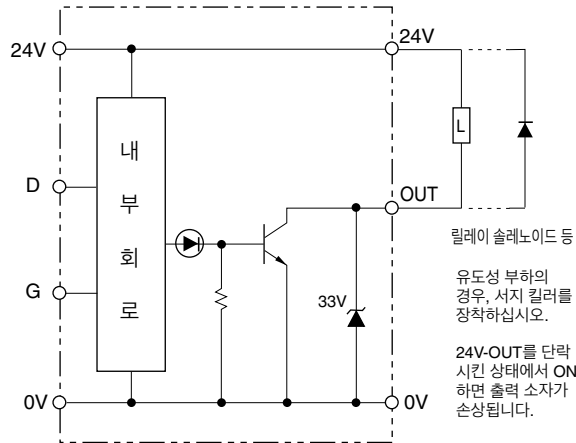 24V
24V
L
내
부
회
로
D
OUT
릴레이 솔레노이드 등
G
33V
유도성 부하의
경우, 서지 킬러를
장착하십시오.
24V-OUT를 단락
시킨 상태에서 ON
하면 출력 소자가
손상됩니다.
0V
0V